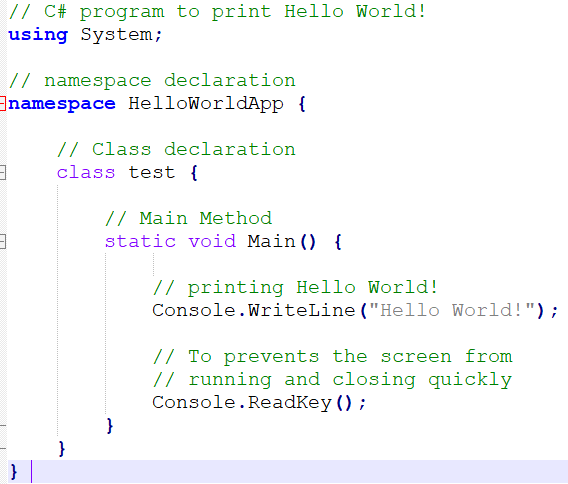 // C# program to print Hello World!
using System;
// namespace declaration
namespace HelloWorldApp {
// Class declaration
class test {
// Main Method
static void Main() {
// printing Hello World!
Console.WriteLine("Hello World!");
// To prevents the screen from
// running and closing quickly
Console.ReadKey();
}
}
}